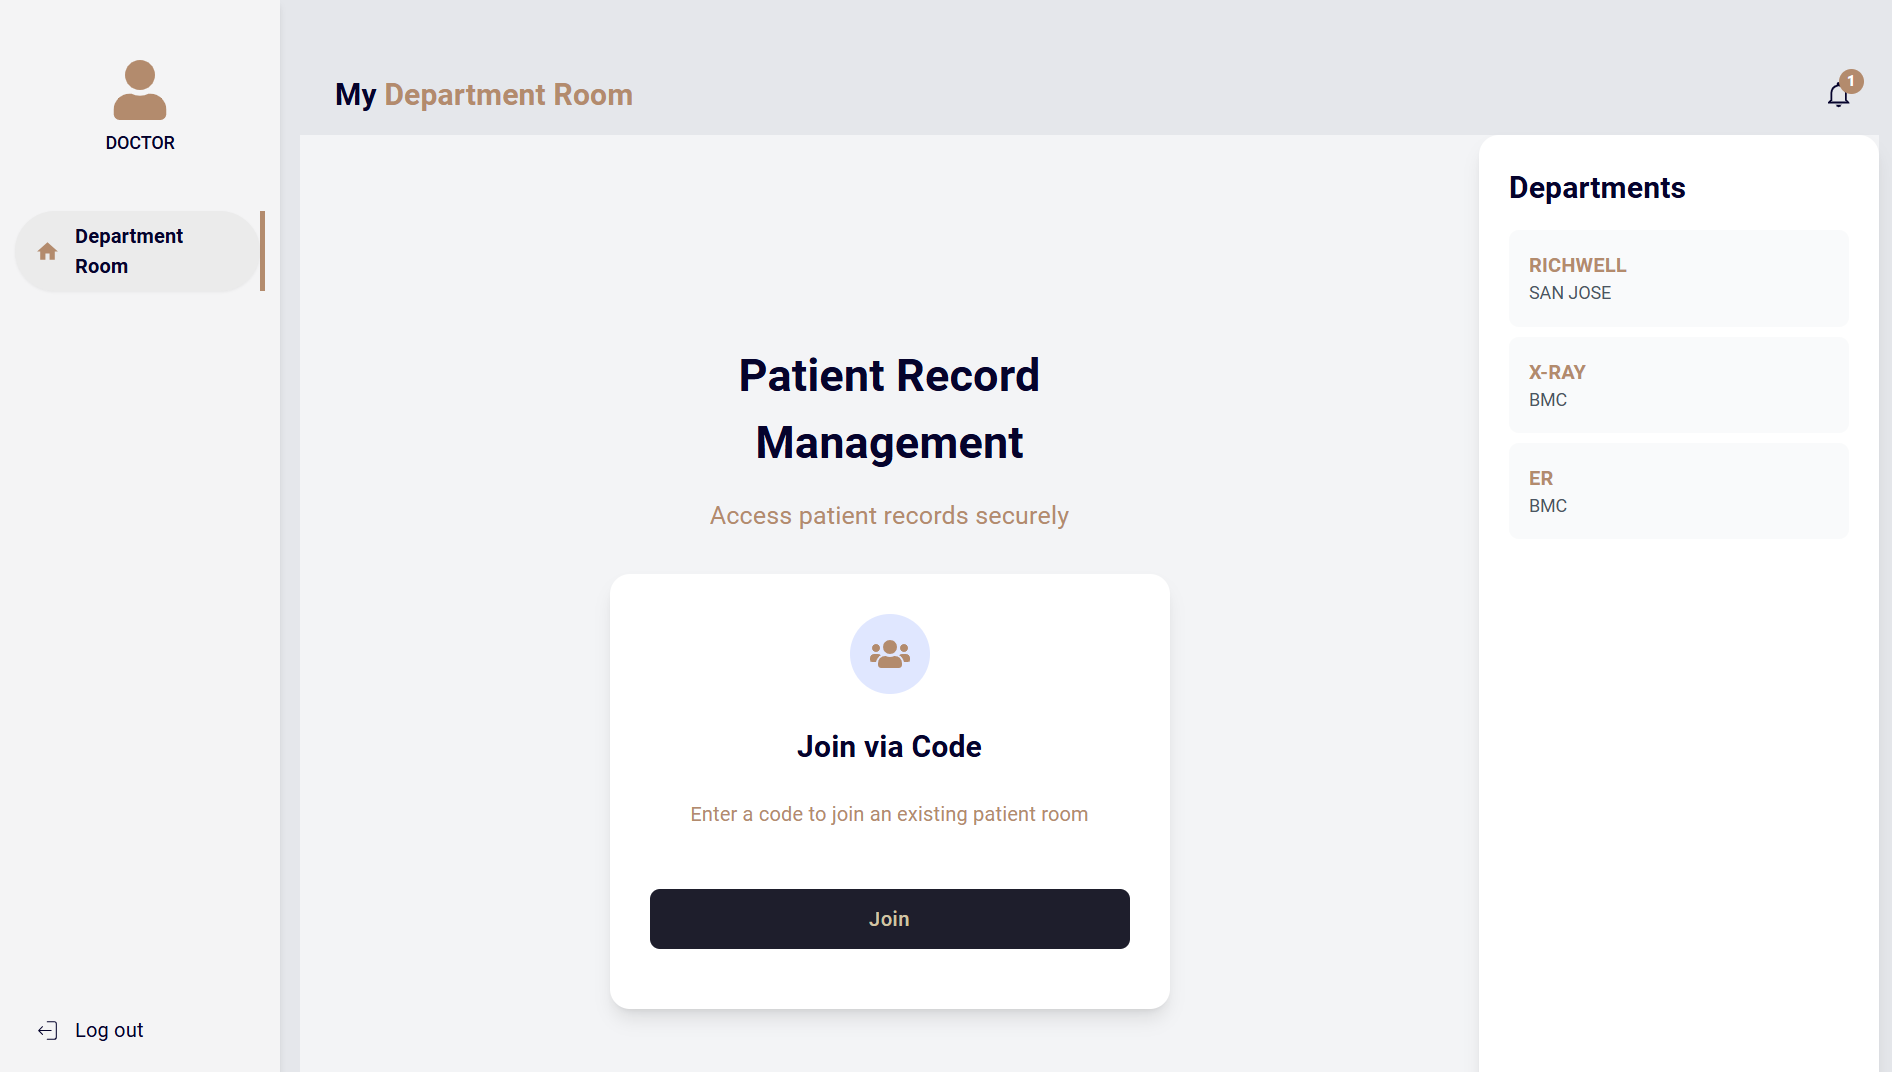 DOCTOR
Department
Room
Log out
My Department Room
1
Patient Record
Management
Access patient records securely
Join via Code
Enter a code to join an existing patient room
Join
Departments
RICHWELL
SAN JOSE
X-RAY
BMC
ER
BMC